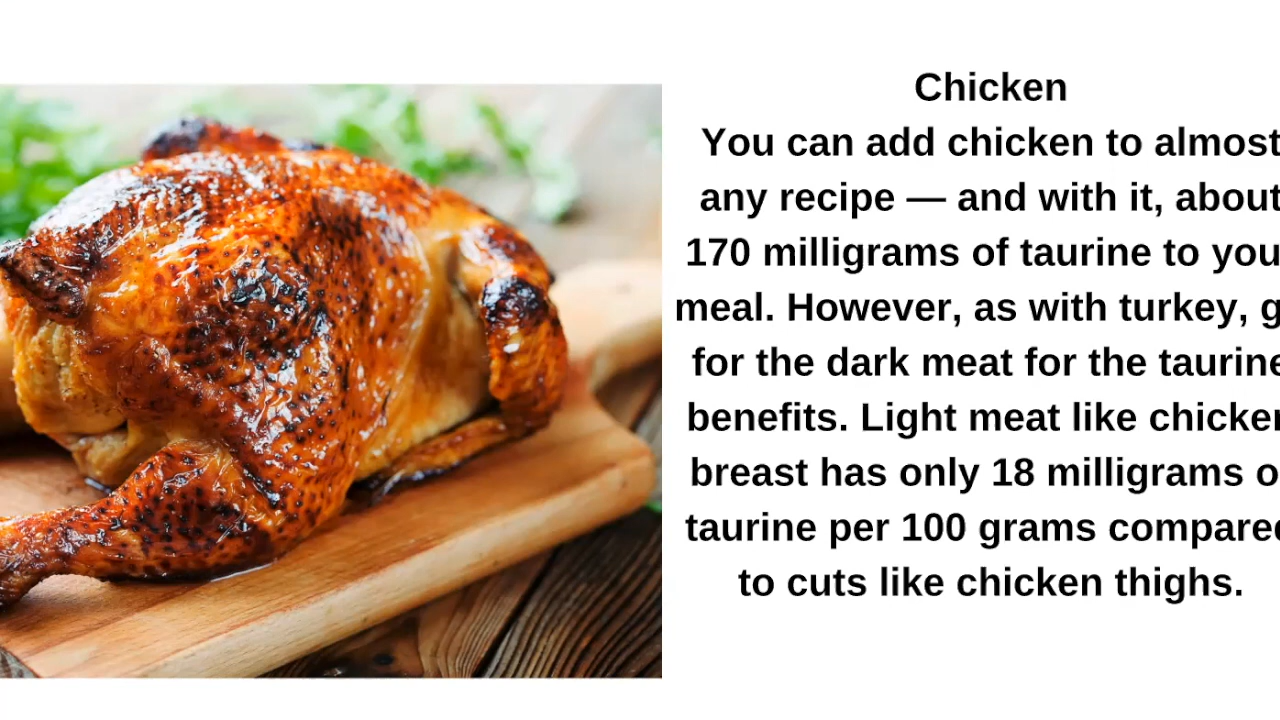 Chicken
You can add chicken to almost
any recipe — and with it, about
170 milligrams of taurine to you
meal. However, as with turkey, g
for the dark meat for the taurine
benefits. Light meat like chicken
breast has only 18 milligrams o
taurine per 100 grams compared
to cuts like chicken thighs.